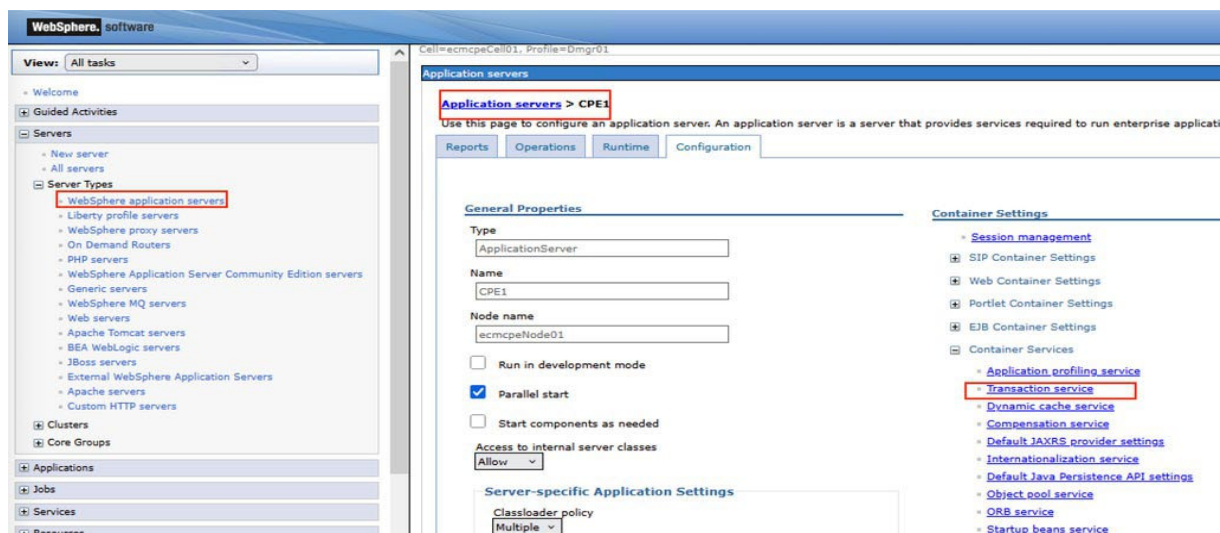 WebSphere. software
View: All tasks
Welcome
Guided Activities
Servers
New server
All servers
Server Types
WebSphere application servers
Liberty profile servers
WebSphere proxy servers
On Demand Routers
PHP servers
WebSphere Application Server Community Edition servers
Generic servers
WebSphere MQ servers
Web servers
Apache Tomcat servers
BEA WebLogic servers
JBoss servers
External WebSphere Application Servers
Apache servers
Custom HTTP servers
Clusters
Core Groups
Applications
Jobs
Services
Resources
Cell=ecmcpeCell01, Profile=Dmgr01
Application servers
Application servers > CPE1
Use this page to configure an application server. An application server is a server that provides services required to run enterprise applicati
Reports Operations Runtime Configuration
General Properties
Type
ApplicationServer
Name
CPE1
Node name
ecmcpeNode01
Run in development mode
Parallel start
Start components as needed
Access to internal server classes
Allow
Server-specific Application Settings
Classloader policy
Multiple
Container Settings
Session management
SIP Container Settings
Web Container Settings
Portlet Container Settings
EJB Container Settings
Container Services
Application profiling service
Transaction service
Dynamic cache service
Compensation service
Default JAXRS provider settings
Internationalization service
Default Java Persistence API settings
Object pool service
ORB service
Startup beans service